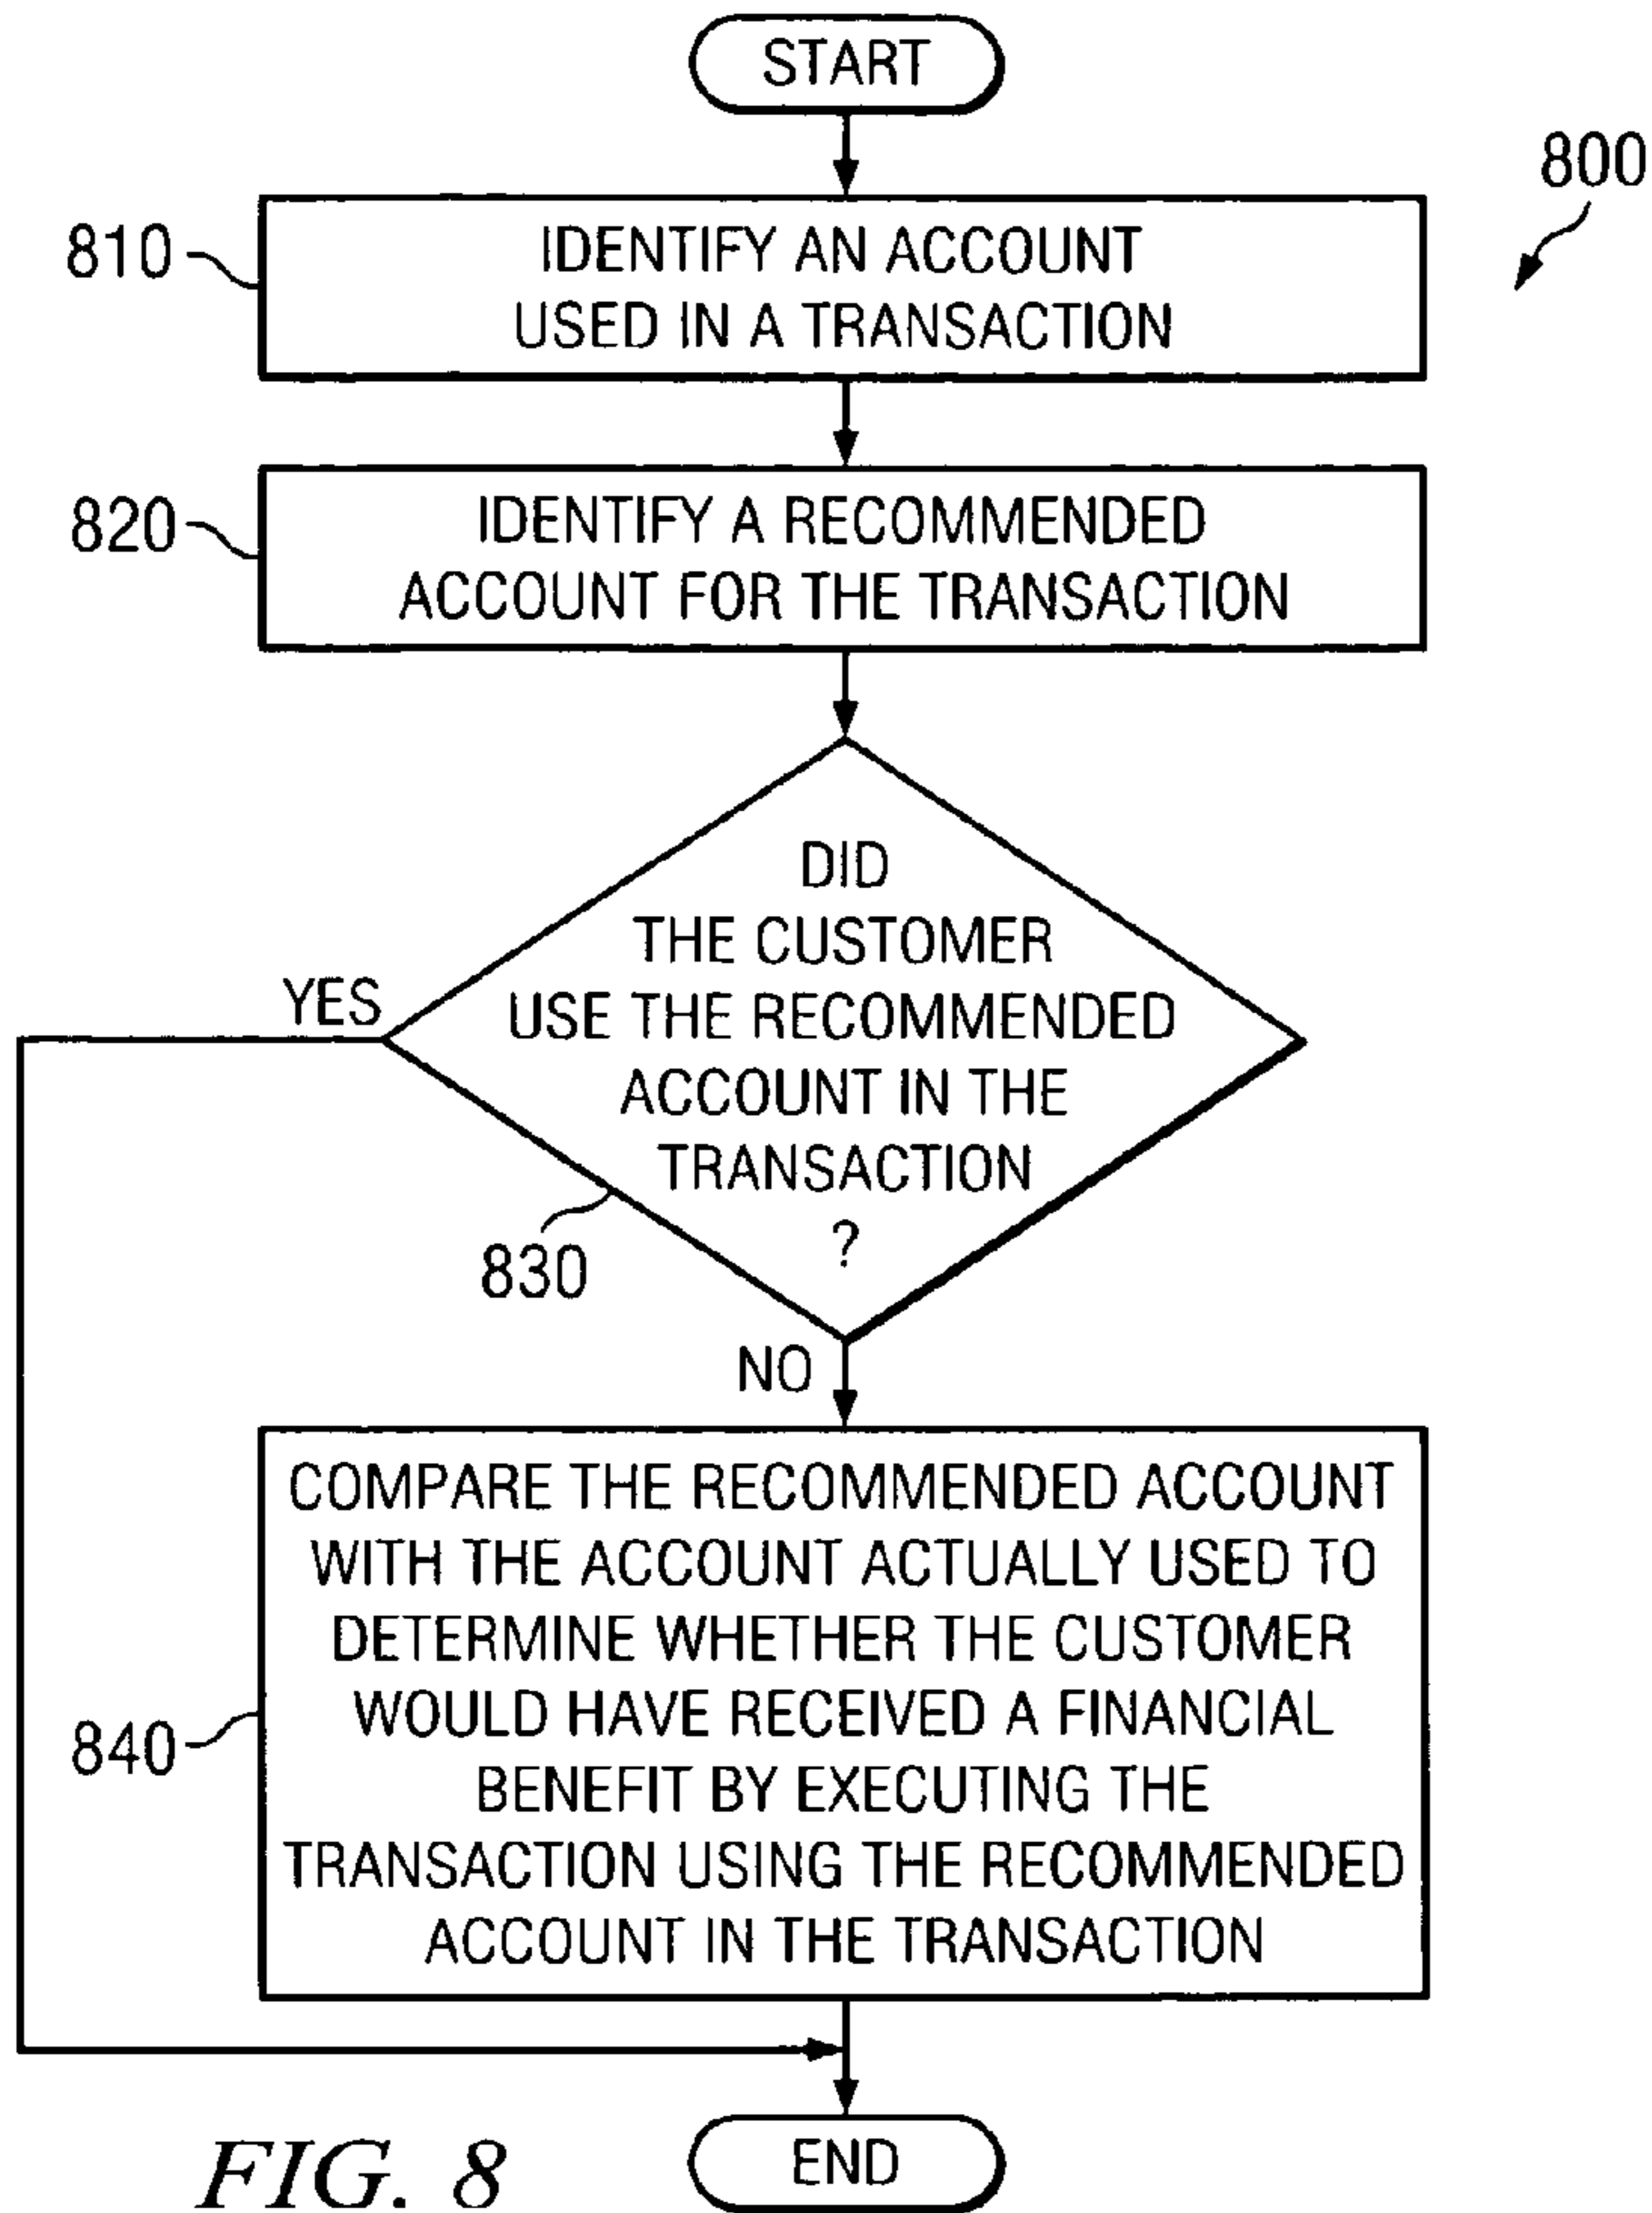 START
800
810
IDENTIFY AN ACCOUNT
USED IN A TRANSACTION
820
IDENTIFY A RECOMMENDED
ACCOUNT FOR THE TRANSACTION
DID
THE CUSTOMER
USE THE RECOMMENDED
ACCOUNT IN THE
TRANSACTION
?
YES
830
NO
COMPARE THE RECOMMENDED ACCOUNT
WITH THE ACCOUNT ACTUALLY USED TO
DETERMINE WHETHER THE CUSTOMER
WOULD HAVE RECEIVED A FINANCIAL
BENEFIT BY EXECUTING THE
TRANSACTION USING THE RECOMMENDED
ACCOUNT IN THE TRANSACTION
840
END
FIG. 8